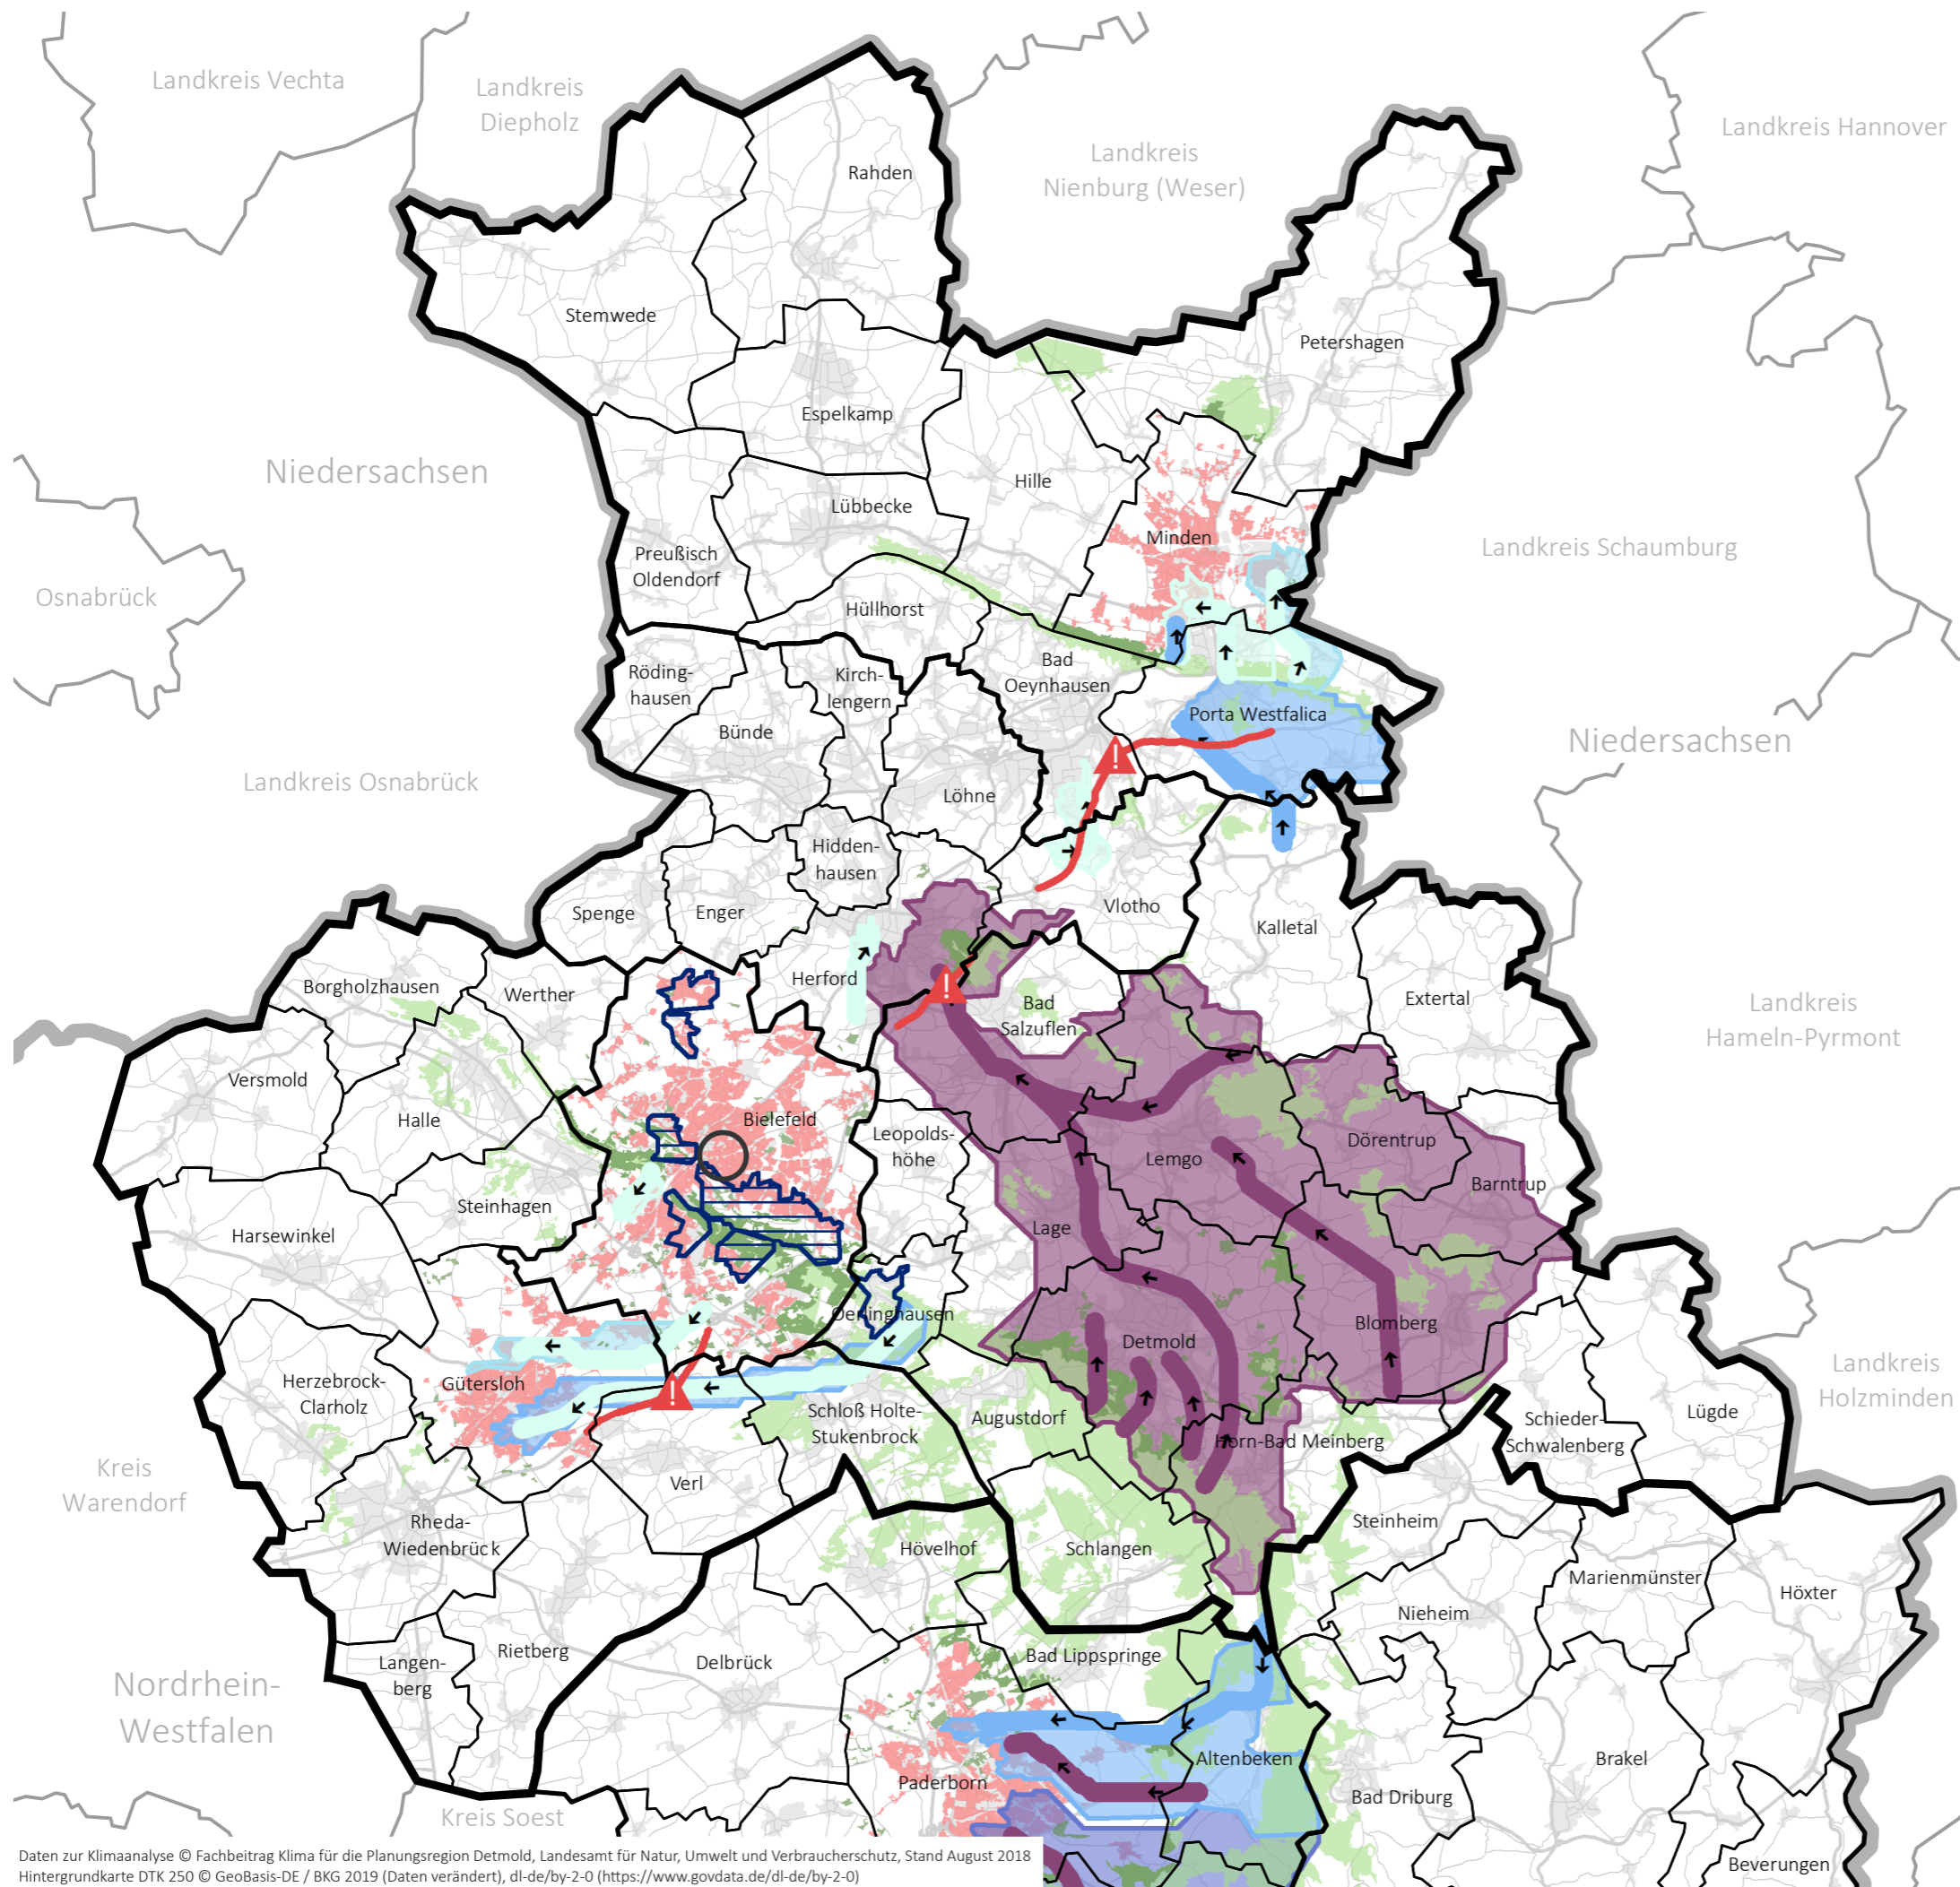 Landkreis Vechta
Landkreis
Diepholz
Landkreis Hannover
Landkreis
Nienburg (Weser)
Rahden
Stemwede
Petershagen
Espelkamp
Niedersachsen
Hille
Lübbecke
Minden
Landkreis Schaumburg
Preußisch
Oldendorf
Osnabrück
Hüllhorst
Röding-
hausen
Kirch-
lengern
Bad
Oeynhausen
Porta Westfalica
Bünde
Niedersachsen
Landkreis Osnabrück
Löhne
Hidden-
hausen
Spenge
Enger
Vlotho
Kalletal
Herford
Borgholzhausen
Werther
Bad
Salzuflen
Extertal
Landkreis
Hameln-Pyrmont
Versmold
Halle
Bielefeld
Leopolds-
höhe
Lemgo
Dörentrup
Barntrup
Steinhagen
Harsewinkel
Lage
Oerlinghausen
Detmold
Blomberg
Gütersloh
Herzebrock-
Clarholz
Schloß Holte-
Stukenbrock
Augustdorf
Horn-Bad Meinberg
Schieder-
Schwalenberg
Lügde
Landkreis
Holzminden
Kreis
Warendorf
Verl
Rheda-
Wiedenbrück
Hövelhof
Schlangen
Steinheim
Marienmünster
Höxter
Nieheim
Rietberg
Langen-
berg
Delbrück
Bad Lippspringe
Nordrhein-
Westfalen
Altenbeken
Brakel
Paderborn
Bad Driburg
Kreis Soest
Beverungen
Daten zur Klimaanalyse © Fachbeitrag Klima für die Planungsregion Detmold, Landesamt für Natur, Umwelt und Verbraucherschutz, Stand August 2018
Hintergrundkarte DTK 250 © GeoBasis-DE / BKG 2019 (Daten verändert), dl-de/by-2-0 (https://www.govdata.de/dl-de/by-2-0)